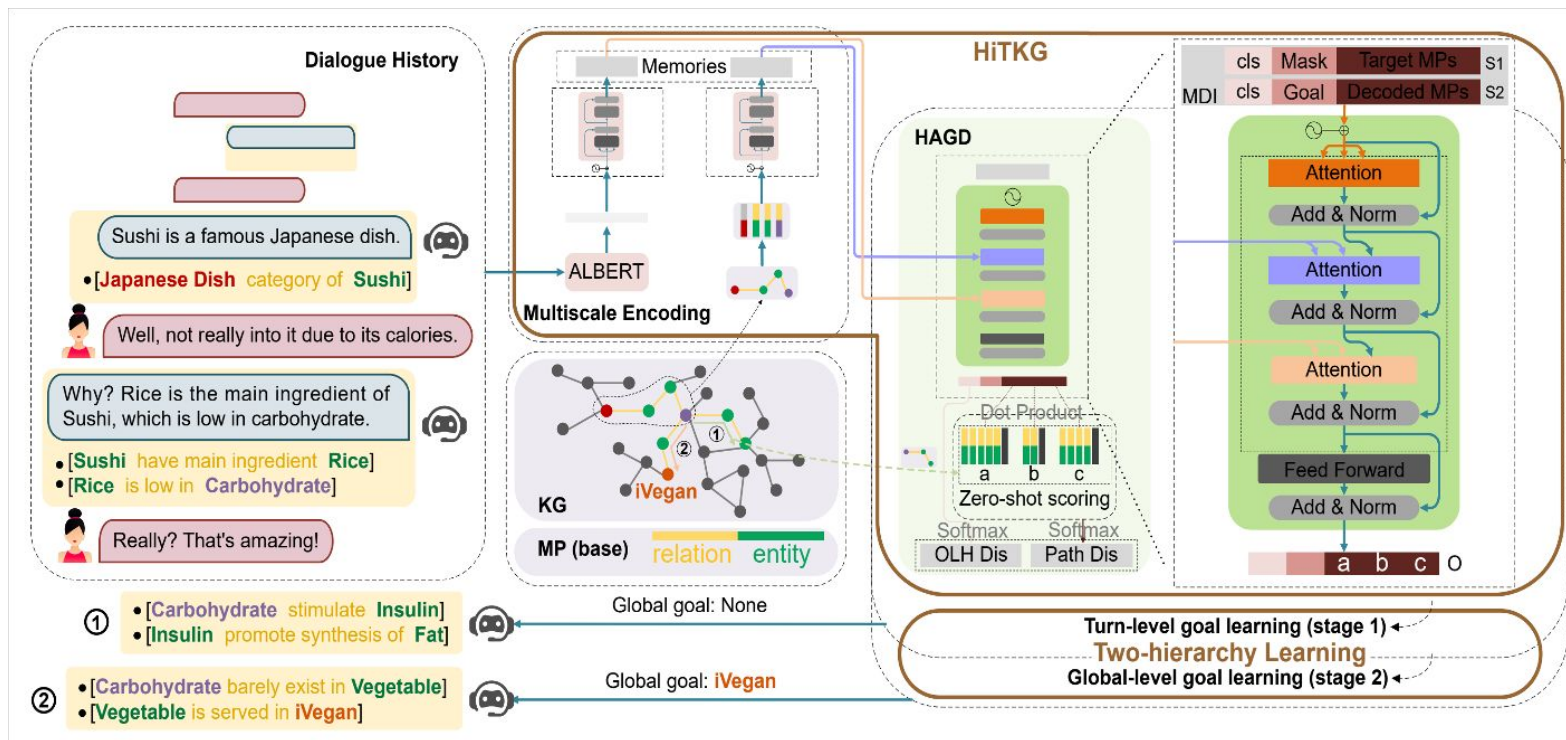 Dialogue History
Sushi is a famous Japanese dish.
•[Japanese Dish category of Sushi]
Well, not really into it due to its calories.
Why? Rice is the main ingredient of
Sushi, which is low in carbohydrate.
•[Sushi have main ingredient Rice]
•[Rice is low in Carbohydrate]
Really? That's amazing!
Memories
ALBERT
Multiscale Encoding
KG
1
2
iVegan
MP (base) relation entity
HiTKG
HAGD
Dot Product
a b c
Zero-shot scoring
Softmax Softmax
OLH Dis Path Dis
MDI
cls Mask Target MPs S1
cls Goal Decoded MPs S2
Attention
Add & Norm
Attention
Add & Norm
Attention
Add & Norm
Feed Forward
Add & Norm
a b c O
Turn-level goal learning (stage 1)
Two-hierarchy Learning
Global-level goal learning (stage 2)
1
•[Carbohydrate stimulate Insulin]
•[Insulin promote synthesis of Fat]
Global goal: None
2
•[Carbohydrate barely exist in Vegetable]
•[Vegetable is served in iVegan]
Global goal: iVegan